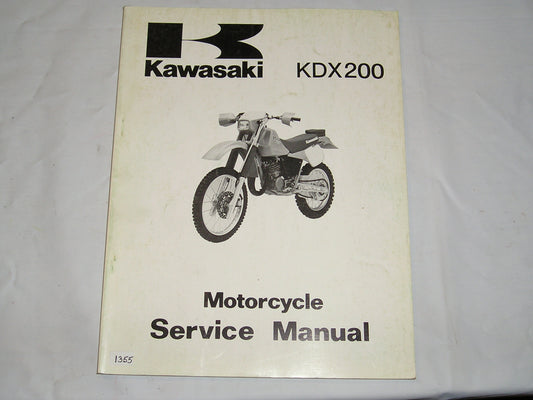 Kawasaki KDX200
Motorcycle
Service Manual
1355